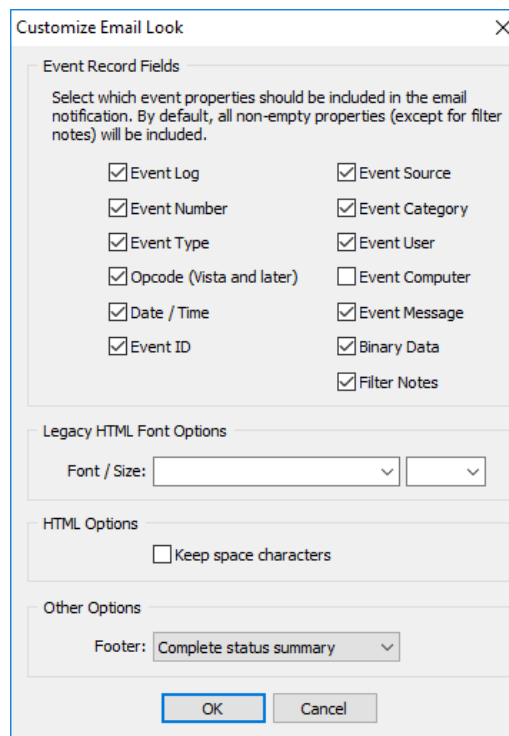 Customize Email Look
Event Record Fields
Select which event properties should be included in the email
notification. By default, all non-empty properties (except for filter
notes) will be included.
Event Log
Event Source
Event Number
Event Category
Event Type
Event User
Opcode (Vista and later)
Event Computer
Date / Time
Event Message
Event ID
Binary Data
Filter Notes
Legacy HTML Font Options
Font / Size:
HTML Options
Keep space characters
Other Options
Footer: Complete status summary
OK
Cancel